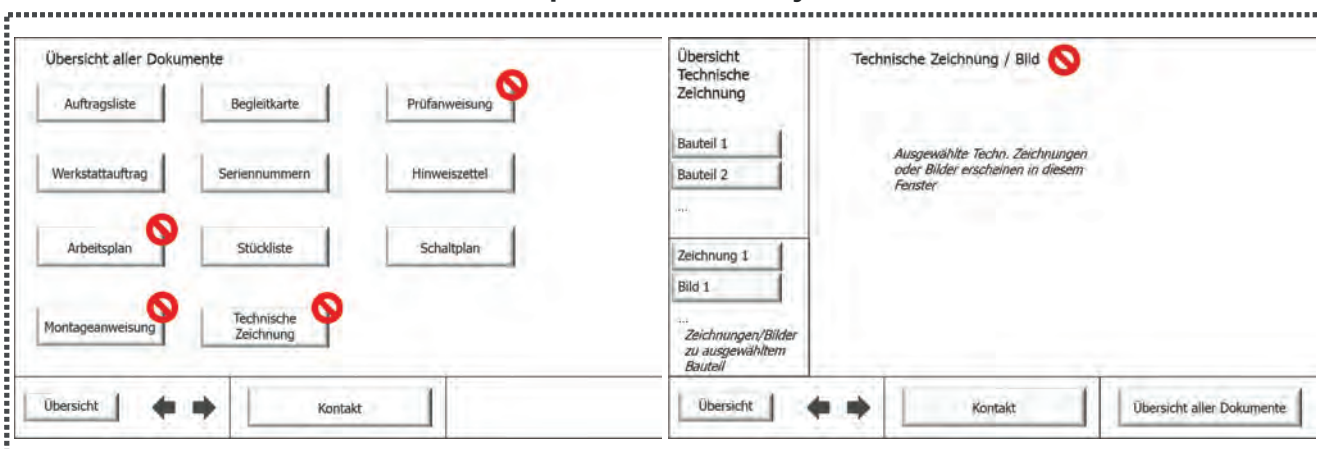 Übersicht aller Dokumente
Auftragsliste
Begleitkarte
Prüfanweisung
Werkstattauftrag
Seriennummern
Hinweiszettel
Arbeitsplan
Stückliste
Schaltplan
Montageanweisung
Technische
Zeichnung
Übersicht
Kontakt
Übersicht
Technische
Zeichnung
Bauteil 1
Bauteil 2
....
Zeichnung 1
Bild 1
...
Zeichnungen/Bilder
zu ausgewähltem
Bauteil
Technische Zeichnung / Bild
Ausgewählte Techn. Zeichnungen
oder Bilder erscheinen in diesem
Fenster
Übersicht
Kontakt
Übersicht aller Dokumente